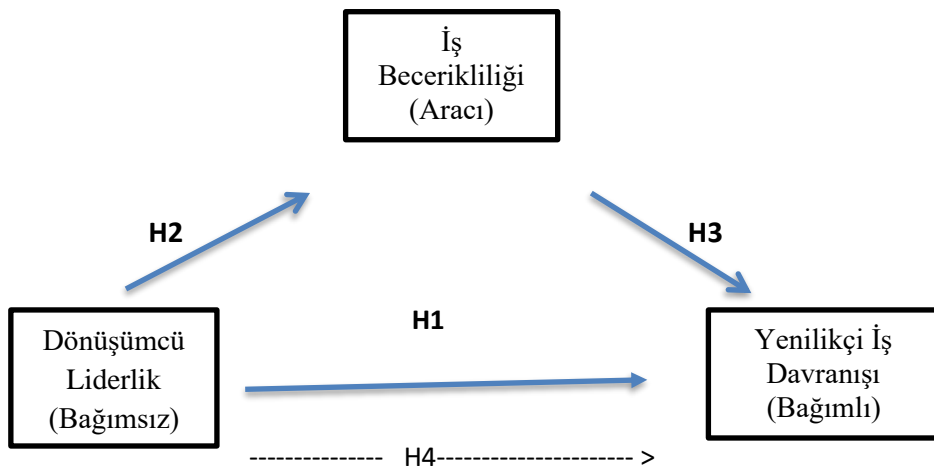 İş
Becerikliliği
(Aracı)
H2
H3
H1
Dönüşümcü
Liderlik
(Bağımsız)
Yenilikçi İş
Davranışı
(Bağımlı)
--------------- H4---------------------- >